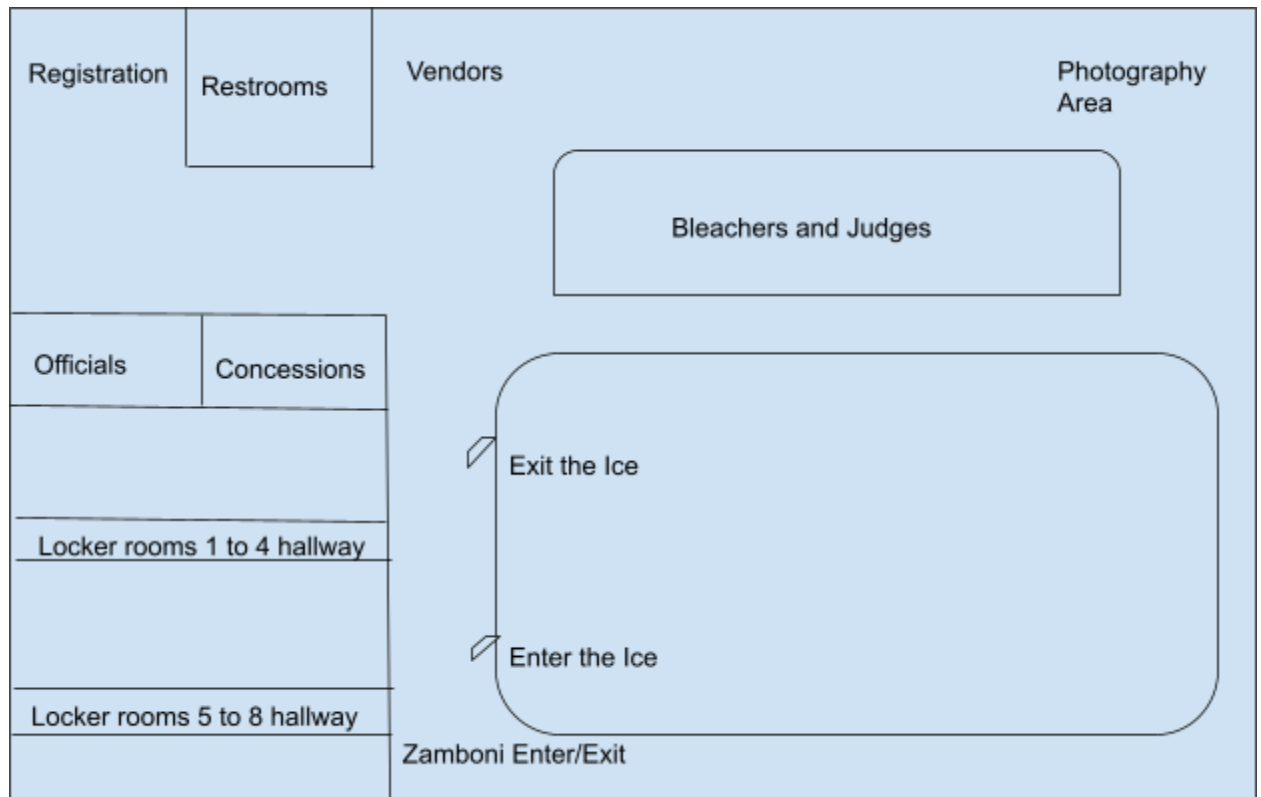 Registration
Restrooms
Vendors
Photography
Area
Bleachers and Judges
Officials
Concessions
Exit the Ice
Locker rooms 1 to 4 hallway
Enter the Ice
Locker rooms 5 to 8 hallway
Zamboni Enter/Exit